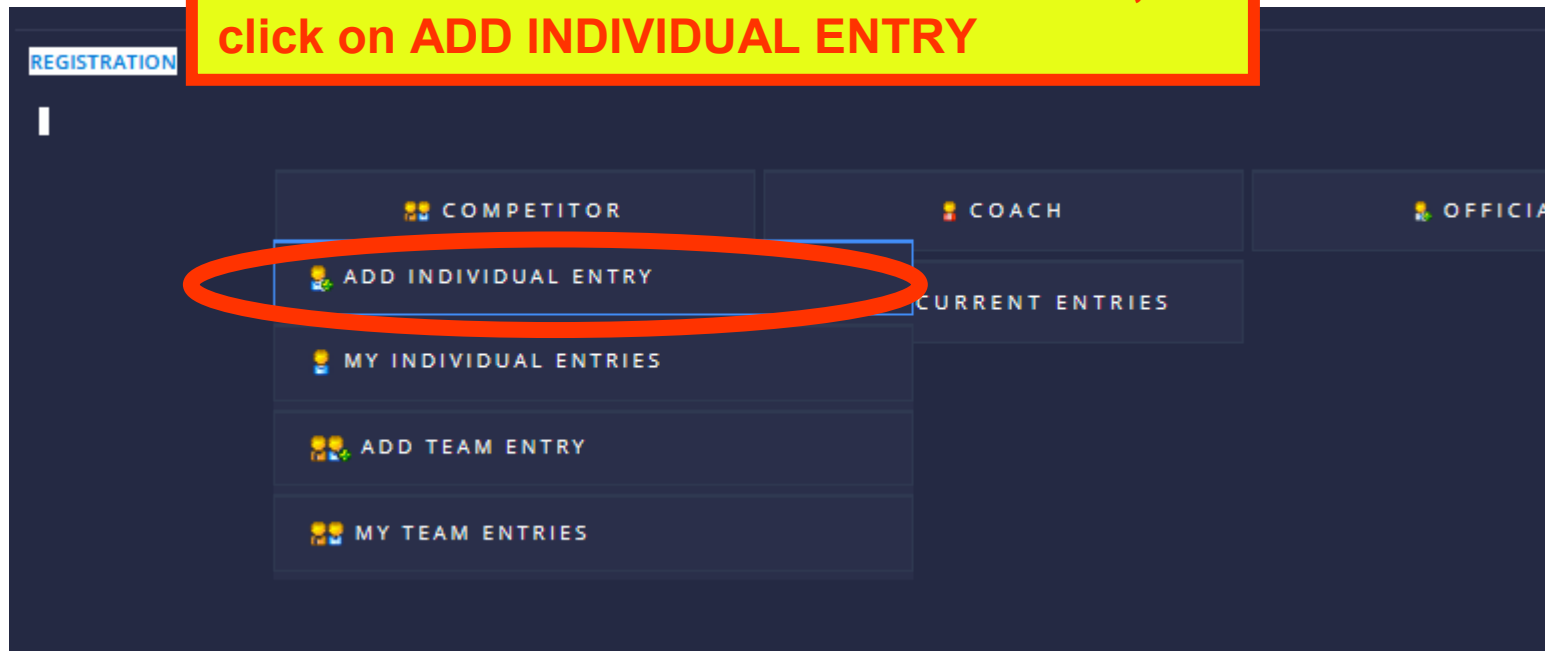 click on ADD INDIVIDUAL ENTRY
REGISTRATION
COMPETITOR
COACH
ADD INDIVIDUAL ENTRY
CURRENT ENTRIES
MY INDIVIDUAL ENTRIES
ADD TEAM ENTRY
MY TEAM ENTRIES